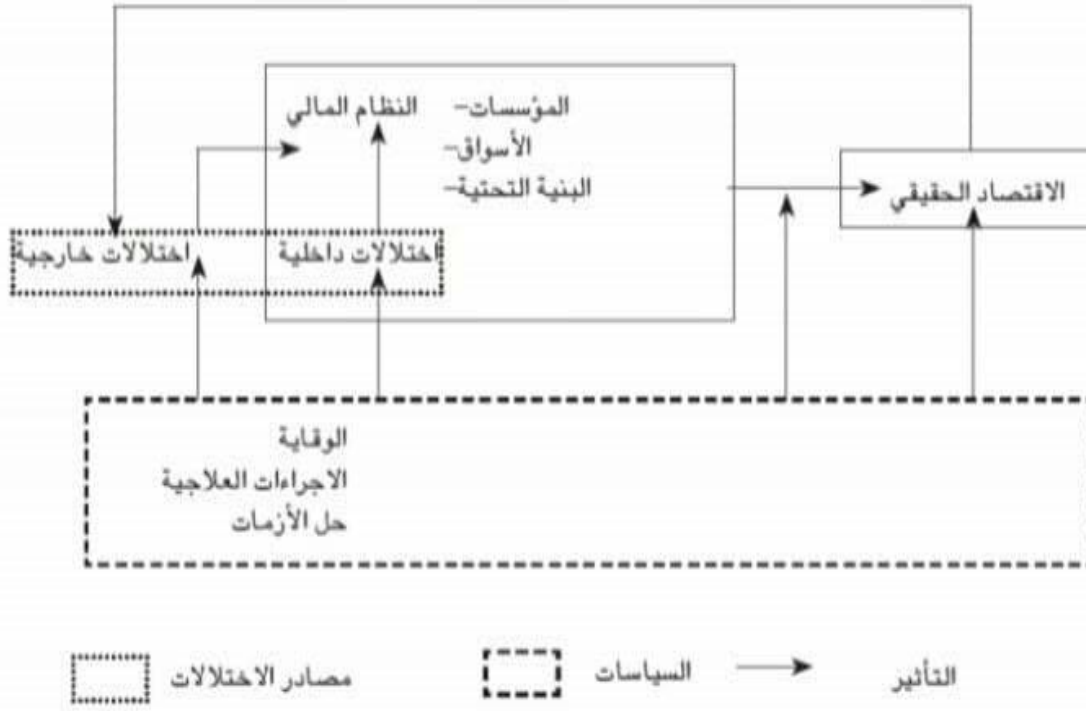 النظام المالي
المؤسسات-
الأسواق-
البنية التحتية-
الاقتصاد الحقيقي
اختلالات داخلية
اختلالات خارجية
الوقاية
الاجراءات العلاجية
حل الأزمات
التأثير
السياسات
مصادر الاختلالات